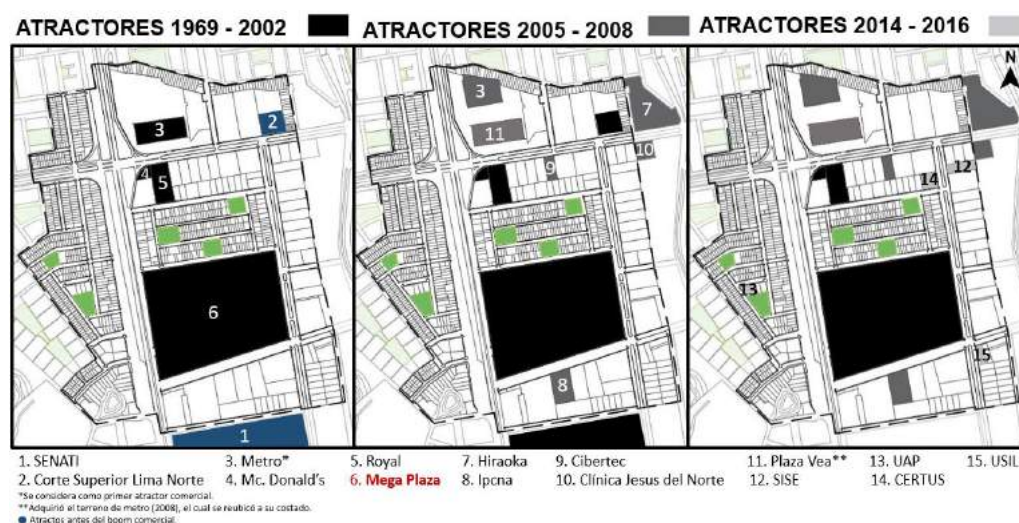 ATRACTORES 1969 - 2002
ATRACTORES 2005 - 2008
ATRACTORES 2014 - 2016
N
3
2
4
5
6
1
3
7
11
10
9
8
12
14
13
15
1. SENATI
3. Metro*
5. Royal
7. Hiraoka
9. Cibertec
11. Plaza Vea**
13. UAP
15. USIL
2. Corte Superior Lima Norte
4. Mc. Donald's
6. Mega Plaza
8. Ipcna
10. Clínica Jesus del Norte
12. SISE
14. CERTUS
*Se considera como primer atractor comercial.
**Adquirió el terreno de metro (2008), el cual se reubicó a su costado.
Atractos antes del boom comercial.